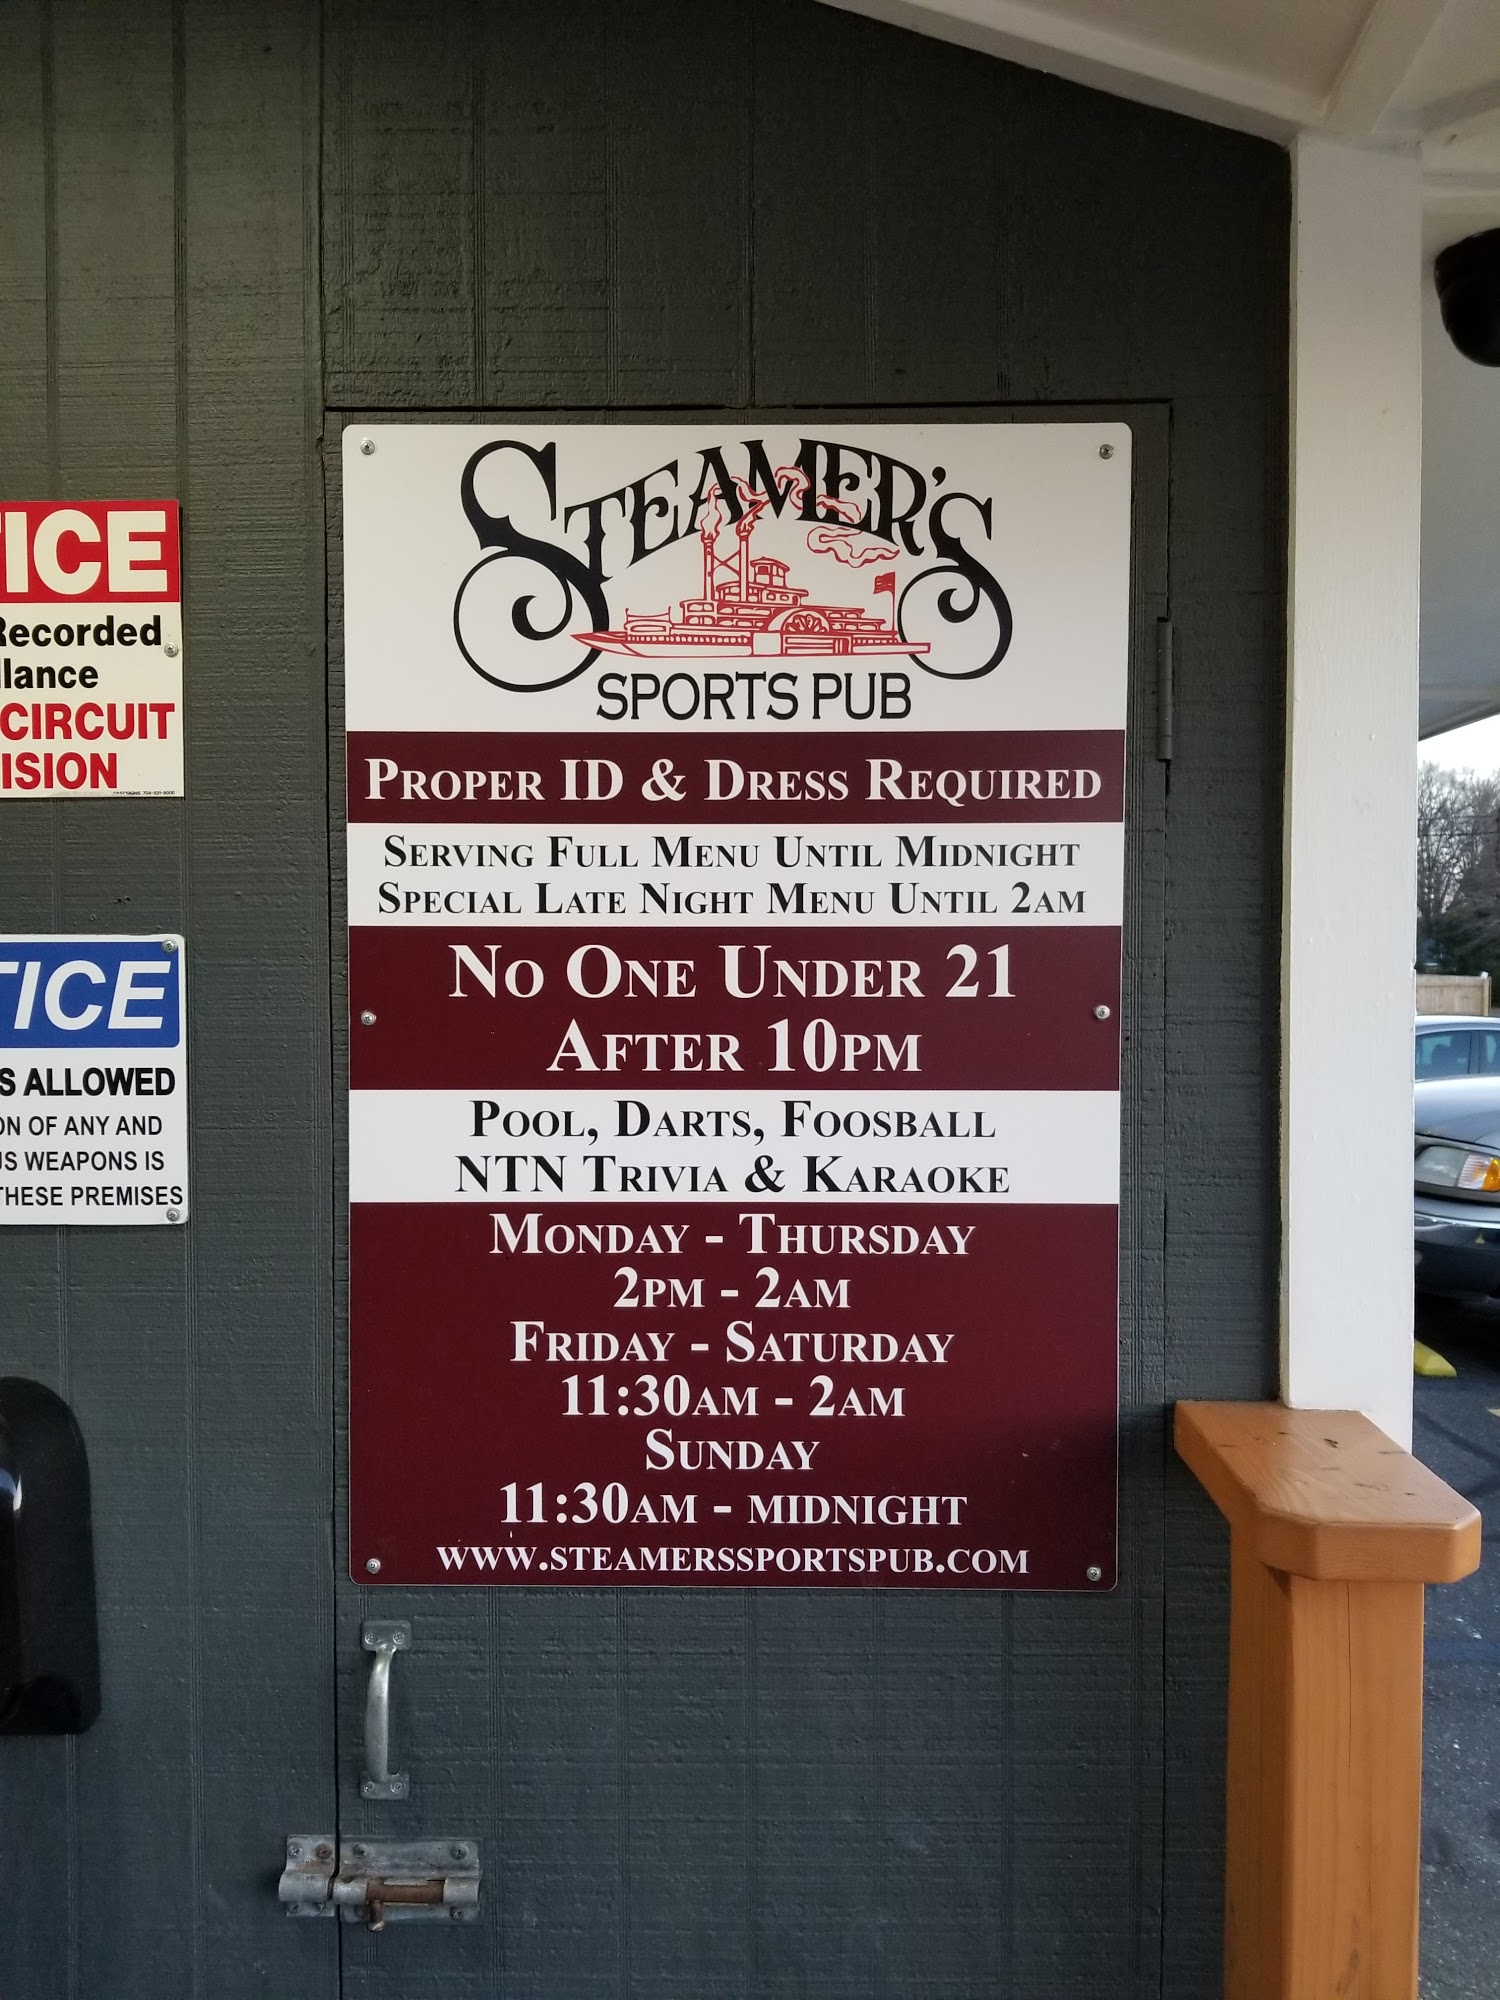 STEAMER'S
SPORTS PUB
PROPER ID & DRESS REQUIRED
SERVING FULL MENU UNTIL MIDNIGHT
SPECIAL LATE NIGHT MENU UNTIL 2AM
NO ONE UNDER 21
AFTER 10PM
POOL, DARTS, FOOSBALL
NTN TRIVIA & KARAOKE
MONDAY - THURSDAY
2PM - 2AM
FRIDAY - SATURDAY
11:30AM - 2AM
SUNDAY
11:30AM - MIDNIGHT
WWW.STEAMERSSPORTSPUB.COM
TICE
Recorded
llance
CIRCUIT
ISION
TICE
S ALLOWED
ON OF ANY AND
US WEAPONS IS
THESE PREMISES